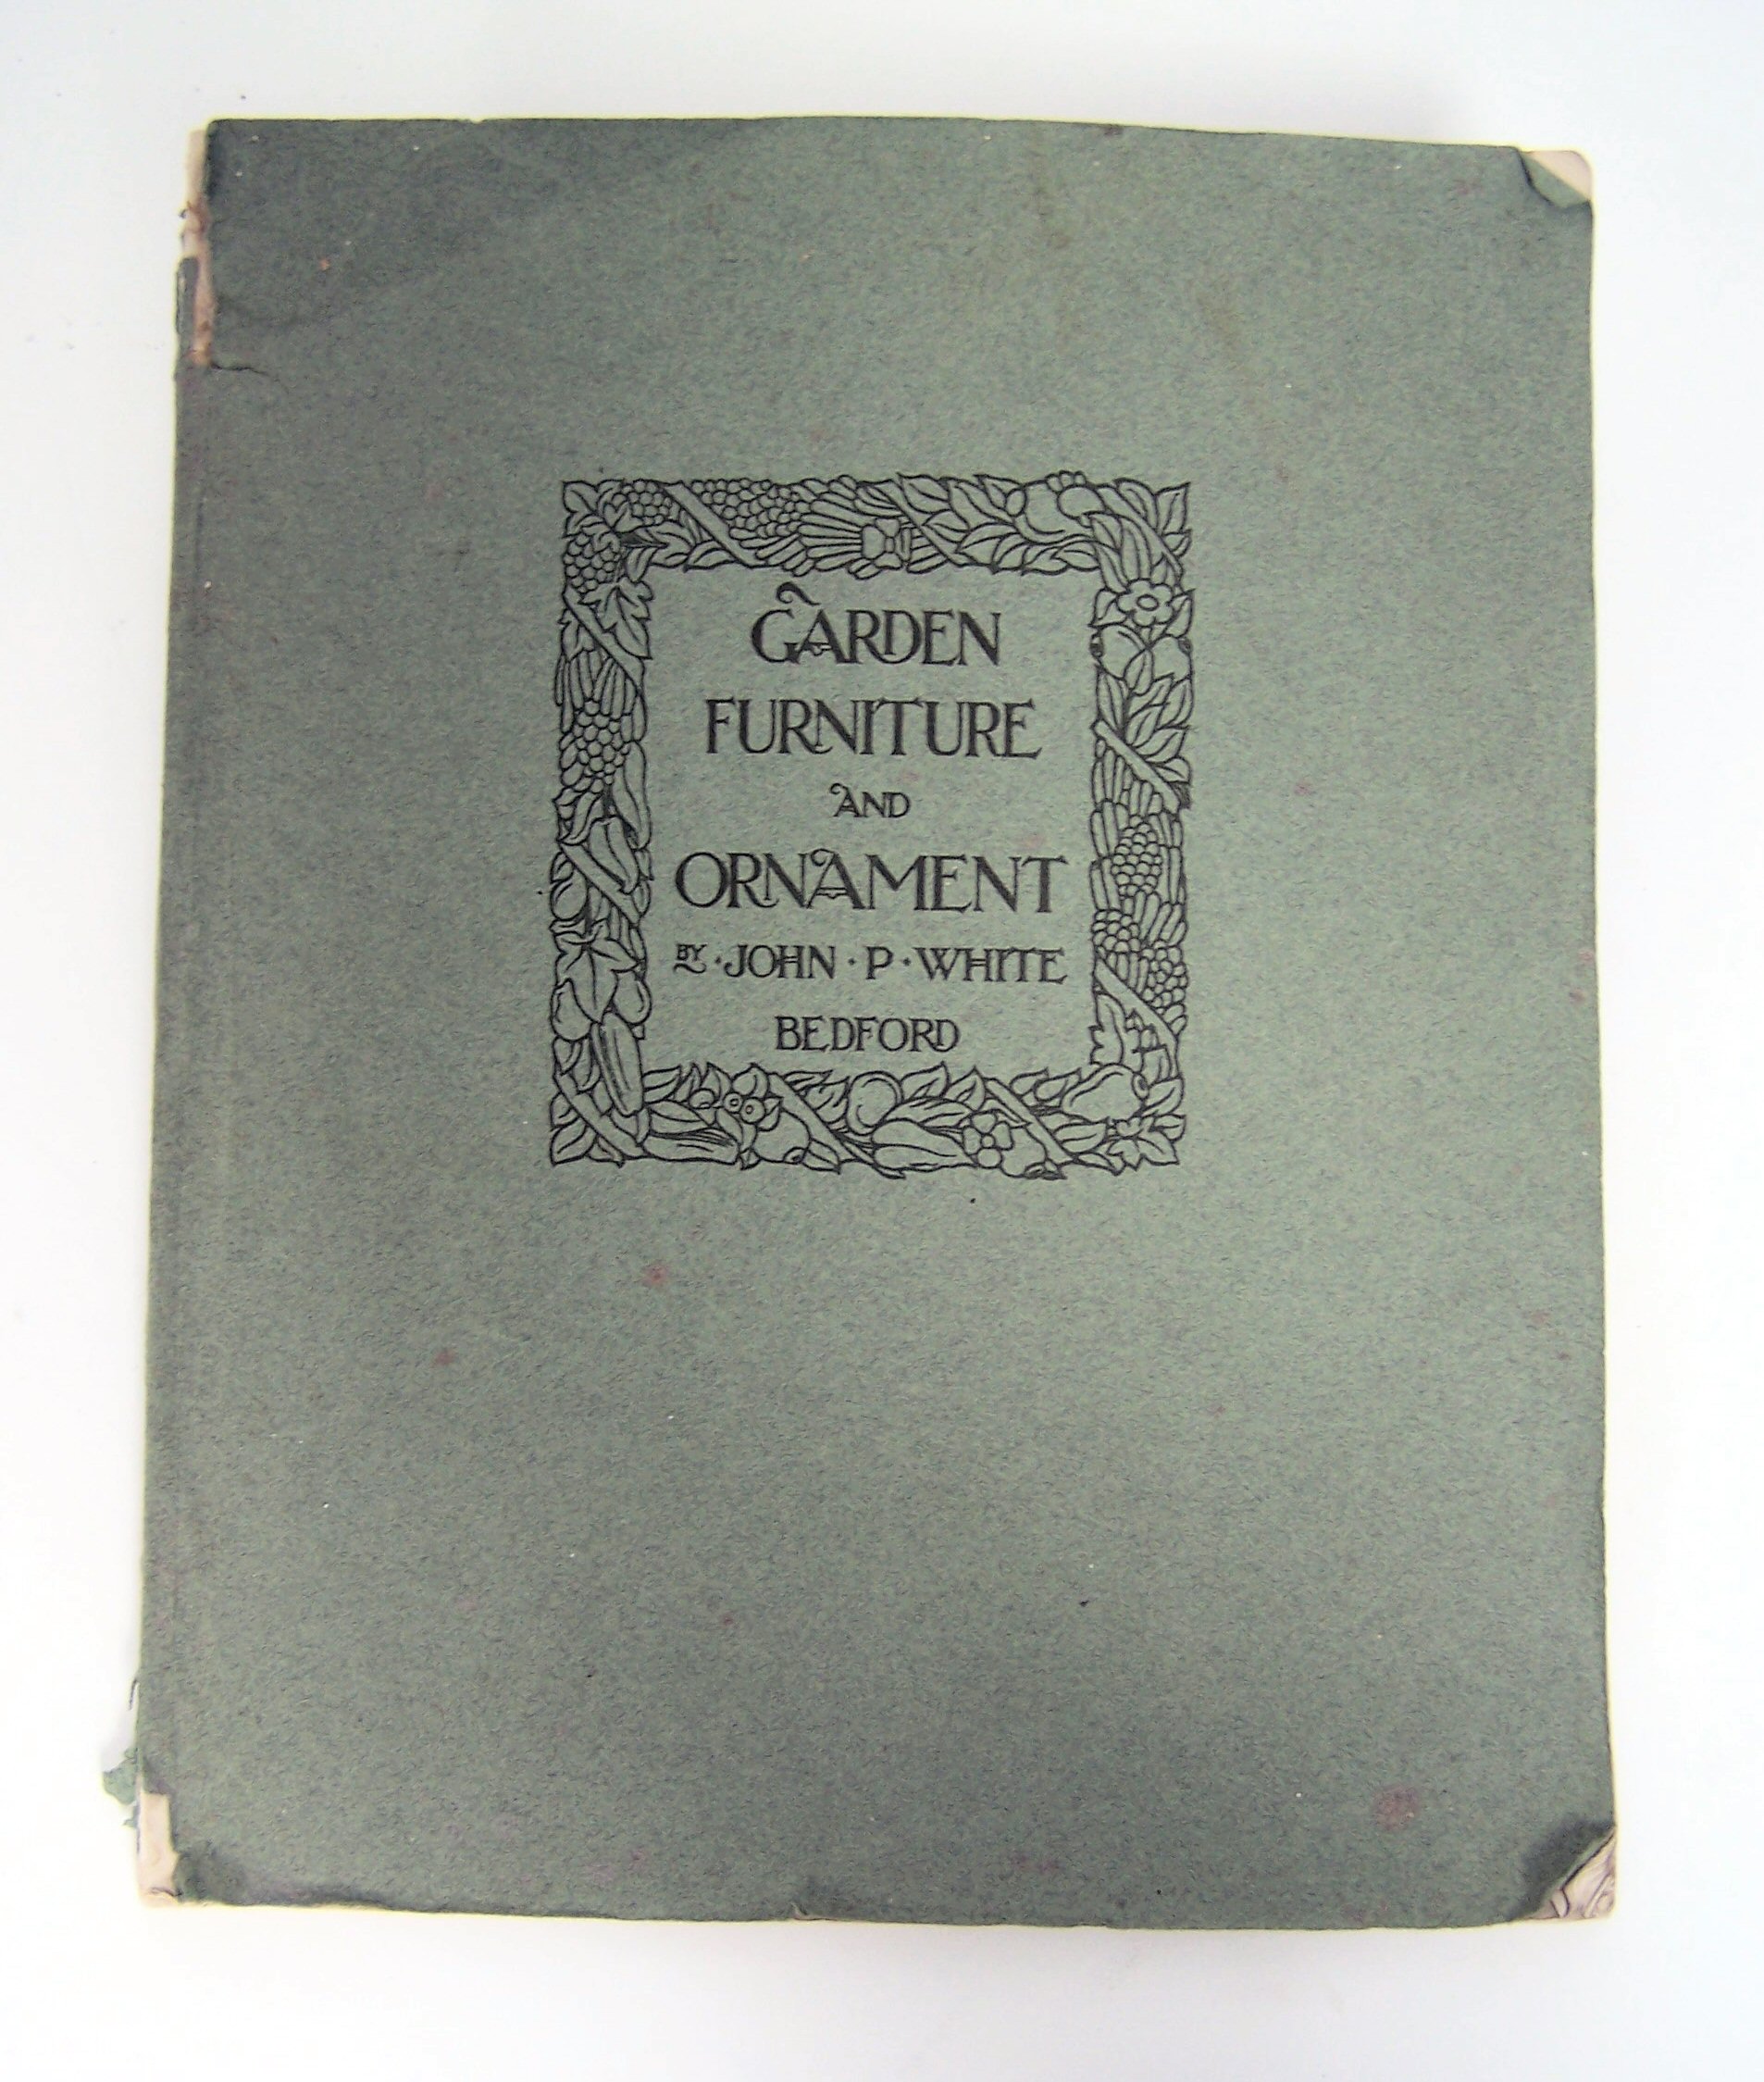 GARDEN
FURNITURE
AND
ORNAMENT
BY · JOHN · P · WHITE
BEDFORD